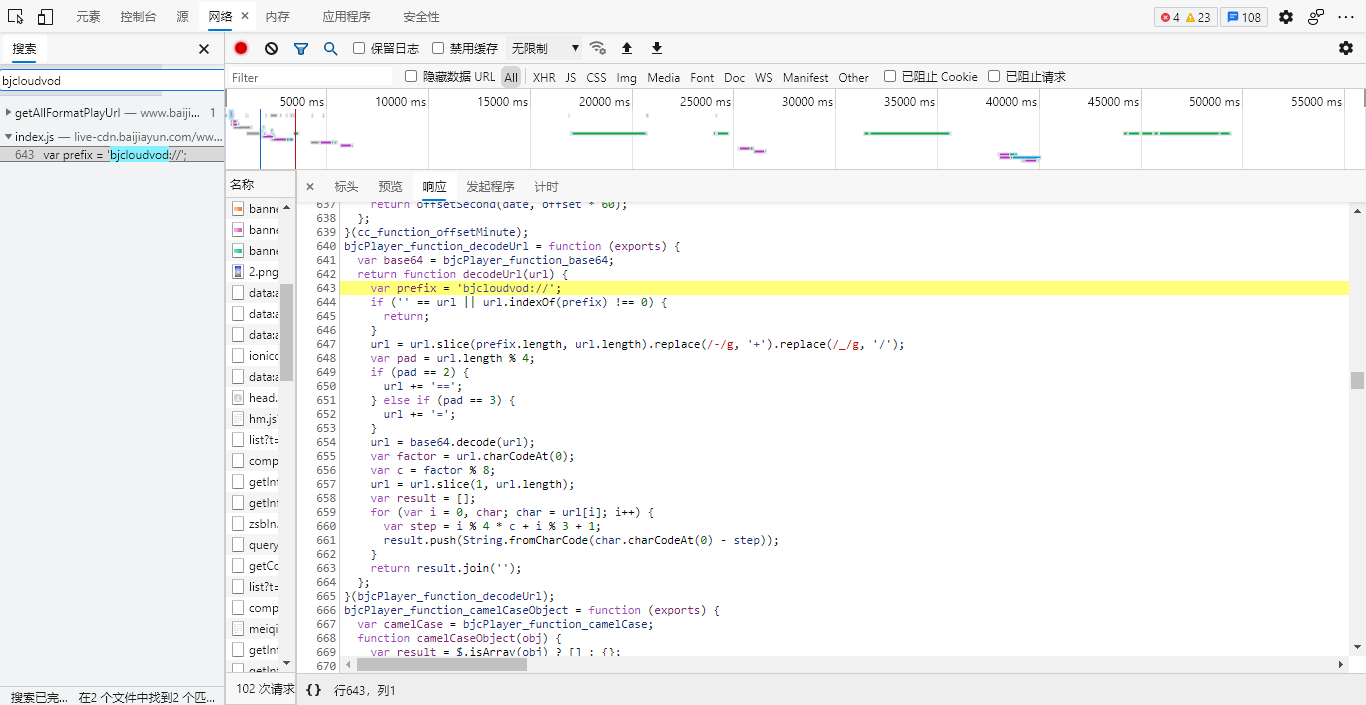 元素 控制台 源 网络 × 内存 应用程序 安全性 4 23 108
搜索 ×
保留日志 禁用缓存 无限制
bjcloudvod
Filter 隐藏数据 URL All XHR JS CSS Img Media Font Doc WS Manifest Other 已阻止 Cookie 已阻止请求
5000 ms 10000 ms 15000 ms 20000 ms 25000 ms 30000 ms 35000 ms 40000 ms 45000 ms 50000 ms 55000 ms
getAllFormatPlayUrl — www.baiji... 1
index.js — live-cdn.baijiayun.com/ww...
643 var prefix = 'bjcloudvod://';
名称
× 标头 预览 响应 发起程序 计时
banne
banne
banne
2.png
data:a
data:a
data:a
ionicc
data:a
head.
hm.js
list?t=
comp
getInf
getInf
zsbIn.
query
getCo
list?t=
comp
meiqi
getInf
getInf
637 return offsetSecond(date, offset * 60);
638 };
639 }(cc_function_offsetMinute);
640 bjcPlayer_function_decodeUrl = function (exports) {
641 var base64 = bjcPlayer_function_base64;
642 return function decodeUrl(url) {
643 var prefix = 'bjcloudvod://';
644 if ('' == url || url.indexOf(prefix) !== 0) {
645 return;
646 }
647 url = url.slice(prefix.length, url.length).replace(/-/g, '+').replace(/_/g, '/');
648 var pad = url.length % 4;
649 if (pad == 2) {
650 url += '==';
651 } else if (pad == 3) {
652 url += '=';
653 }
654 url = base64.decode(url);
655 var factor = url.charCodeAt(0);
656 var c = factor % 8;
657 url = url.slice(1, url.length);
658 var result = [];
659 for (var i = 0, char; char = url[i]; i++) {
660 var step = i % 4 * c + i % 3 + 1;
661 result.push(String.fromCharCode(char.charCodeAt(0) - step));
662 }
663 return result.join('');
664 };
665 }(bjcPlayer_function_decodeUrl);
666 bjcPlayer_function_camelCaseObject = function (exports) {
667 var camelCase = bjcPlayer_function_camelCase;
668 function camelCaseObject(obj) {
669 var result = $.isArray(obj) ? [] : {};
670
搜索已完... 在2 个文件中找到2 个匹...
102 次请求
{} 行643，列1